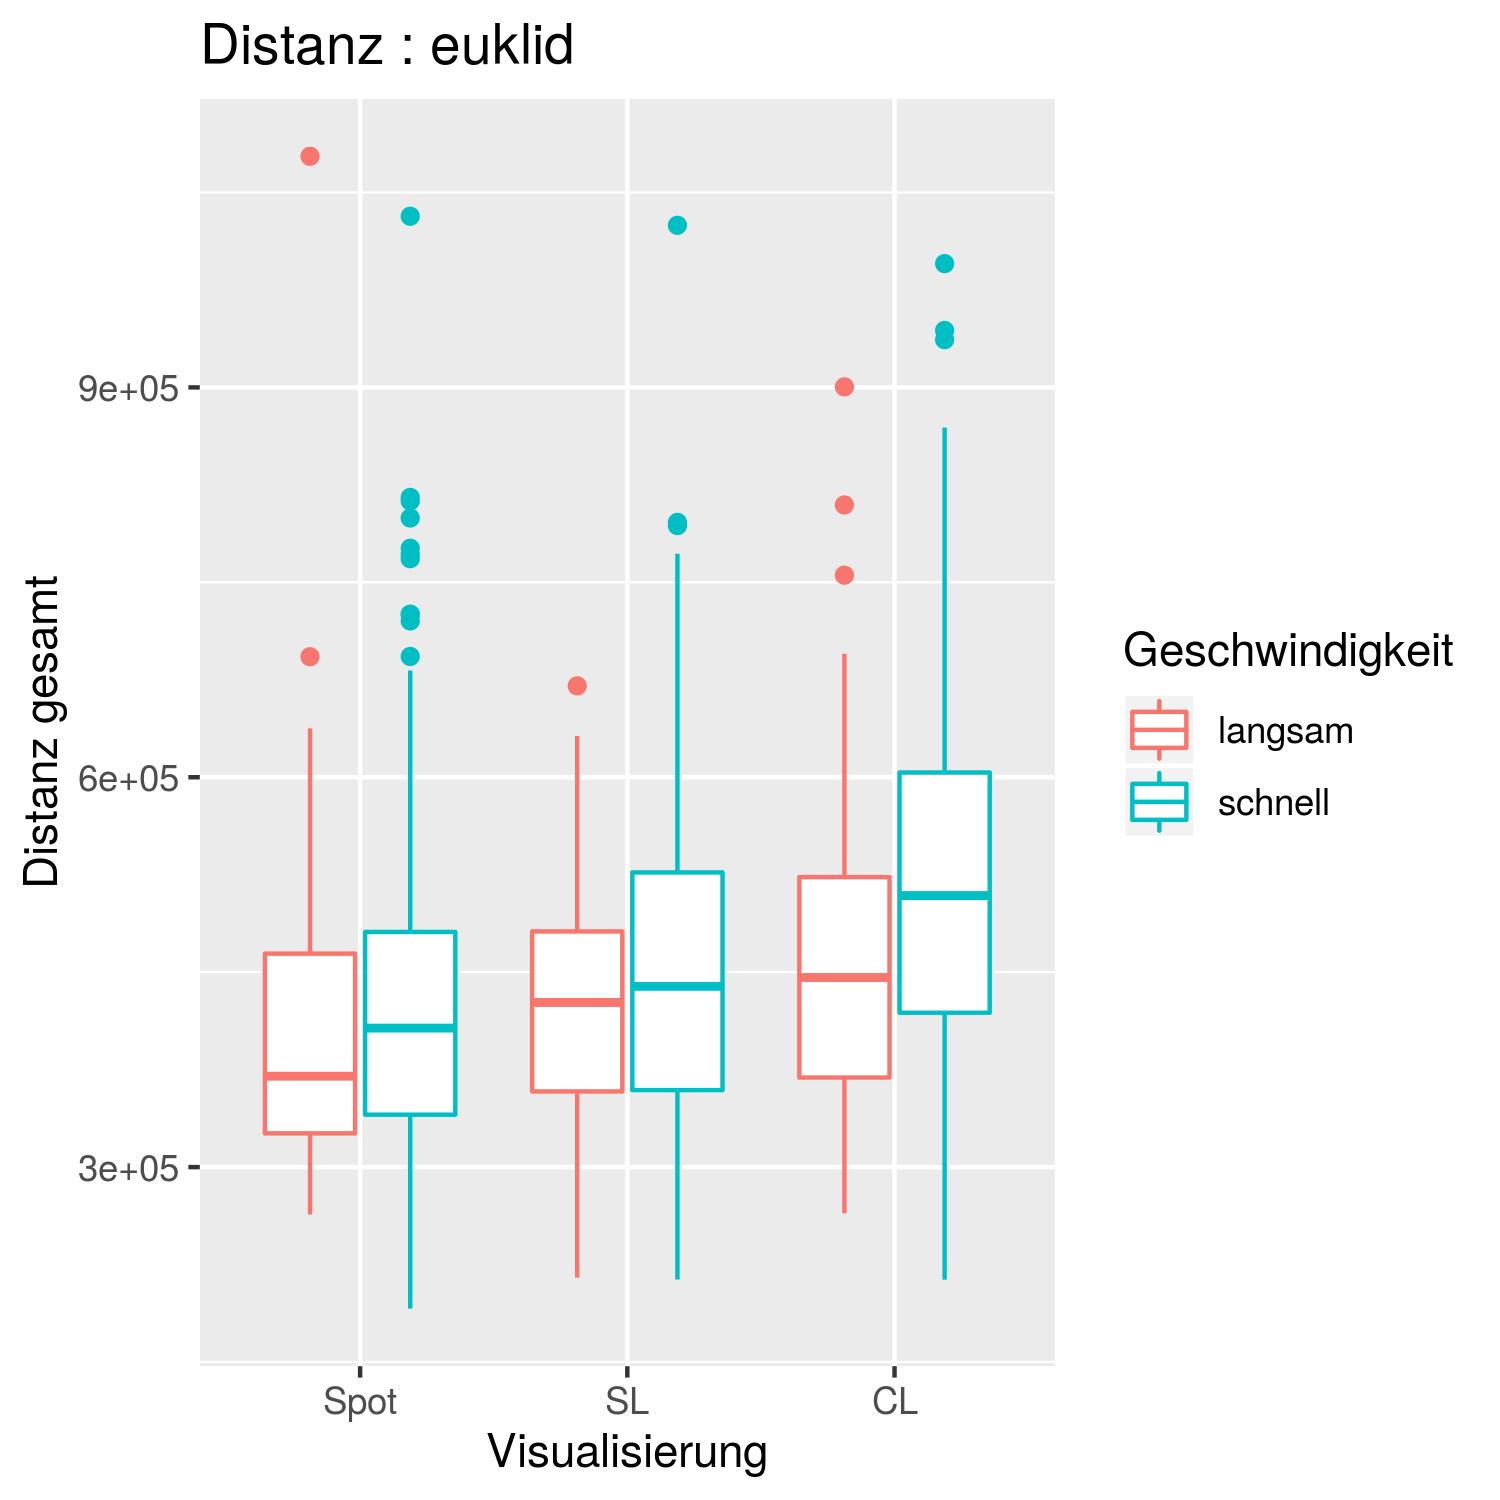 Distanz : euklid
Distanz gesamt
9e+05
6e+05
3e+05
Spot
SL
CL
Visualisierung
Geschwindigkeit
langsam
schnell